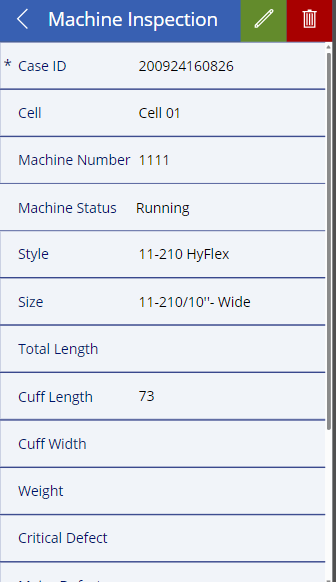 Machine Inspection
* Case ID 200924160826
Cell Cell 01
Machine Number 1111
Machine Status Running
Style 11-210 HyFlex
Size 11-210/10''- Wide
Total Length
Cuff Length 73
Cuff Width
Weight
Critical Defect